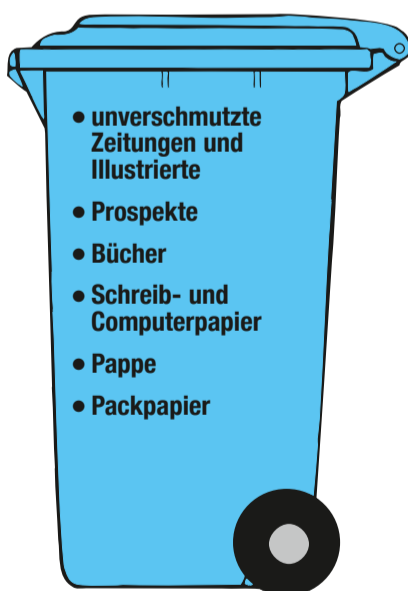 • unverschmutzte
Zeitungen und
Illustrierte
• Prospekte
• Bücher
• Schreib- und
Computerpapier
• Pappe
• Packpapier